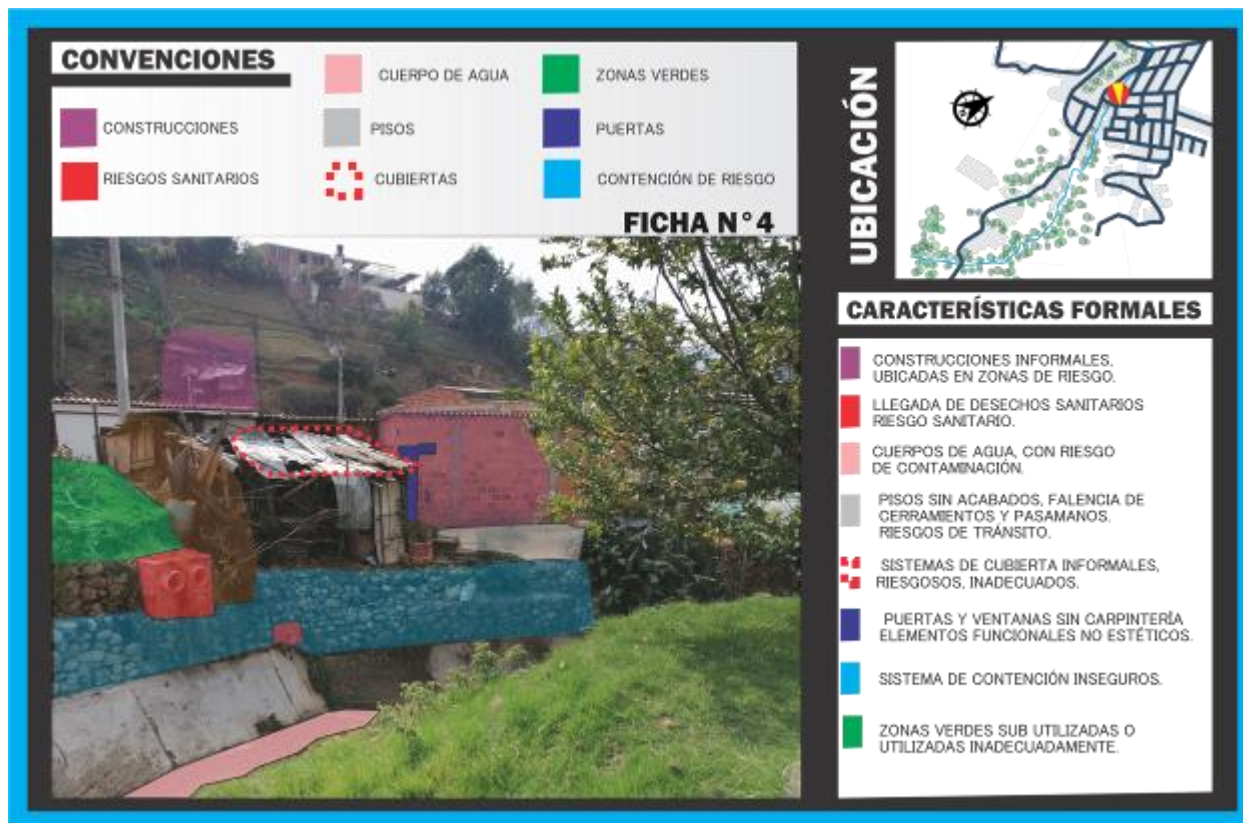 CONVENCIONES
CUERPO DE AGUA
ZONAS VERDES
CONSTRUCCIONES
PISOS
PUERTAS
RIESGOS SANITARIOS
CUBIERTAS
CONTENCIÓN DE RIESGO
FICHA N°4
UBICACIÓN
CARACTERÍSTICAS FORMALES
CONSTRUCCIONES INFORMALES,
UBICADAS EN ZONAS DE RIESGO.
LLEGADA DE DESECHOS SANITARIOS
RIESGO SANITARIO.
CUERPOS DE AGUA, CON RIESGO
DE CONTAMINACIÓN.
PISOS SIN ACABADOS, FALENCIA DE
CERRAMIENTOS Y PASAMANOS.
RIESGOS DE TRÁNSITO.
SISTEMAS DE CUBIERTA INFORMALES,
RIESGOSOS, INADECUADOS.
PUERTAS Y VENTANAS SIN CARPINTERÍA
ELEMENTOS FUNCIONALES NO ESTÉTICOS.
SISTEMA DE CONTENCIÓN INSEGUROS.
ZONAS VERDES SUB UTILIZADAS O
UTILIZADAS INADECUADAMENTE.